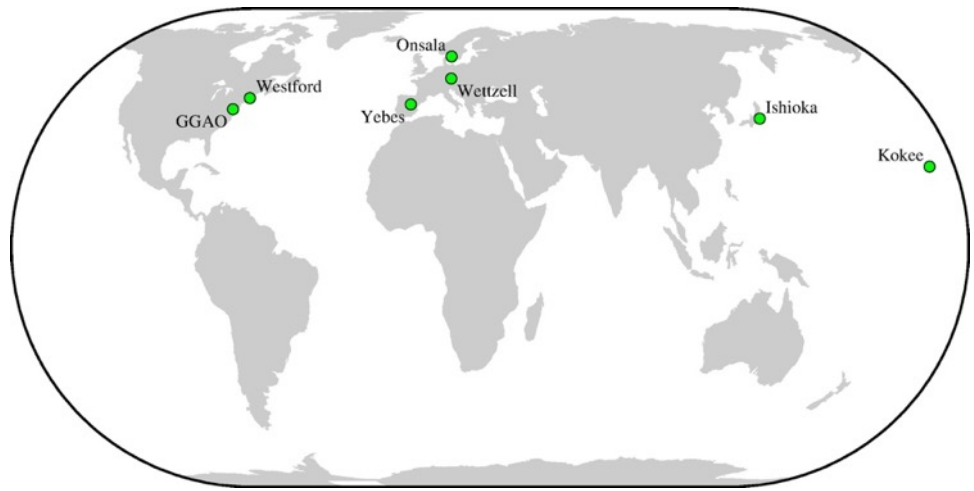 Onsala
Westford
Wettzell
GGAO
Yebes
Ishioka
Kokee